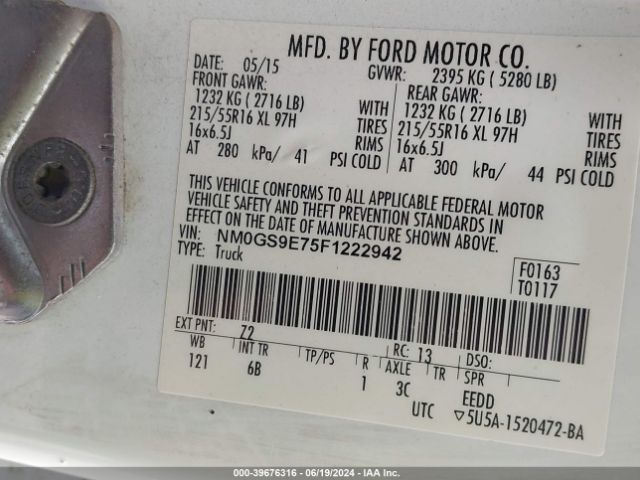 MFD. BY FORD MOTOR CO.
DATE: 05/15 GVWR: 2395 KG ( 5280 LB)
FRONT GAWR: REAR GAWR:
1232 KG ( 2716 LB) WITH 1232 KG ( 2716 LB) WITH
215/55R16 XL 97H TIRES 215/55R16 XL 97H TIRES
16x6.5J RIMS 16x6.5J RIMS
AT 280 kPa/ 41 PSI COLD AT 300 kPa/ 44 PSI COLD
THIS VEHICLE CONFORMS TO ALL APPLICABLE FEDERAL MOTOR
VEHICLE SAFETY AND THEFT PREVENTION STANDARDS IN
EFFECT ON THE DATE OF MANUFACTURE SHOWN ABOVE.
VIN: NM0GS9E75F1222942
TYPE: Truck
F0163
T0117
EXT PNT: Z2 RC: 13 DSO:
WB INT TR TP/PS R AXLE TR SPR
121 6B 1 3C EEDD
UTC ▽5U5A-1520472-BA
000-39676316 - 06/19/2024 - IAA Inc.